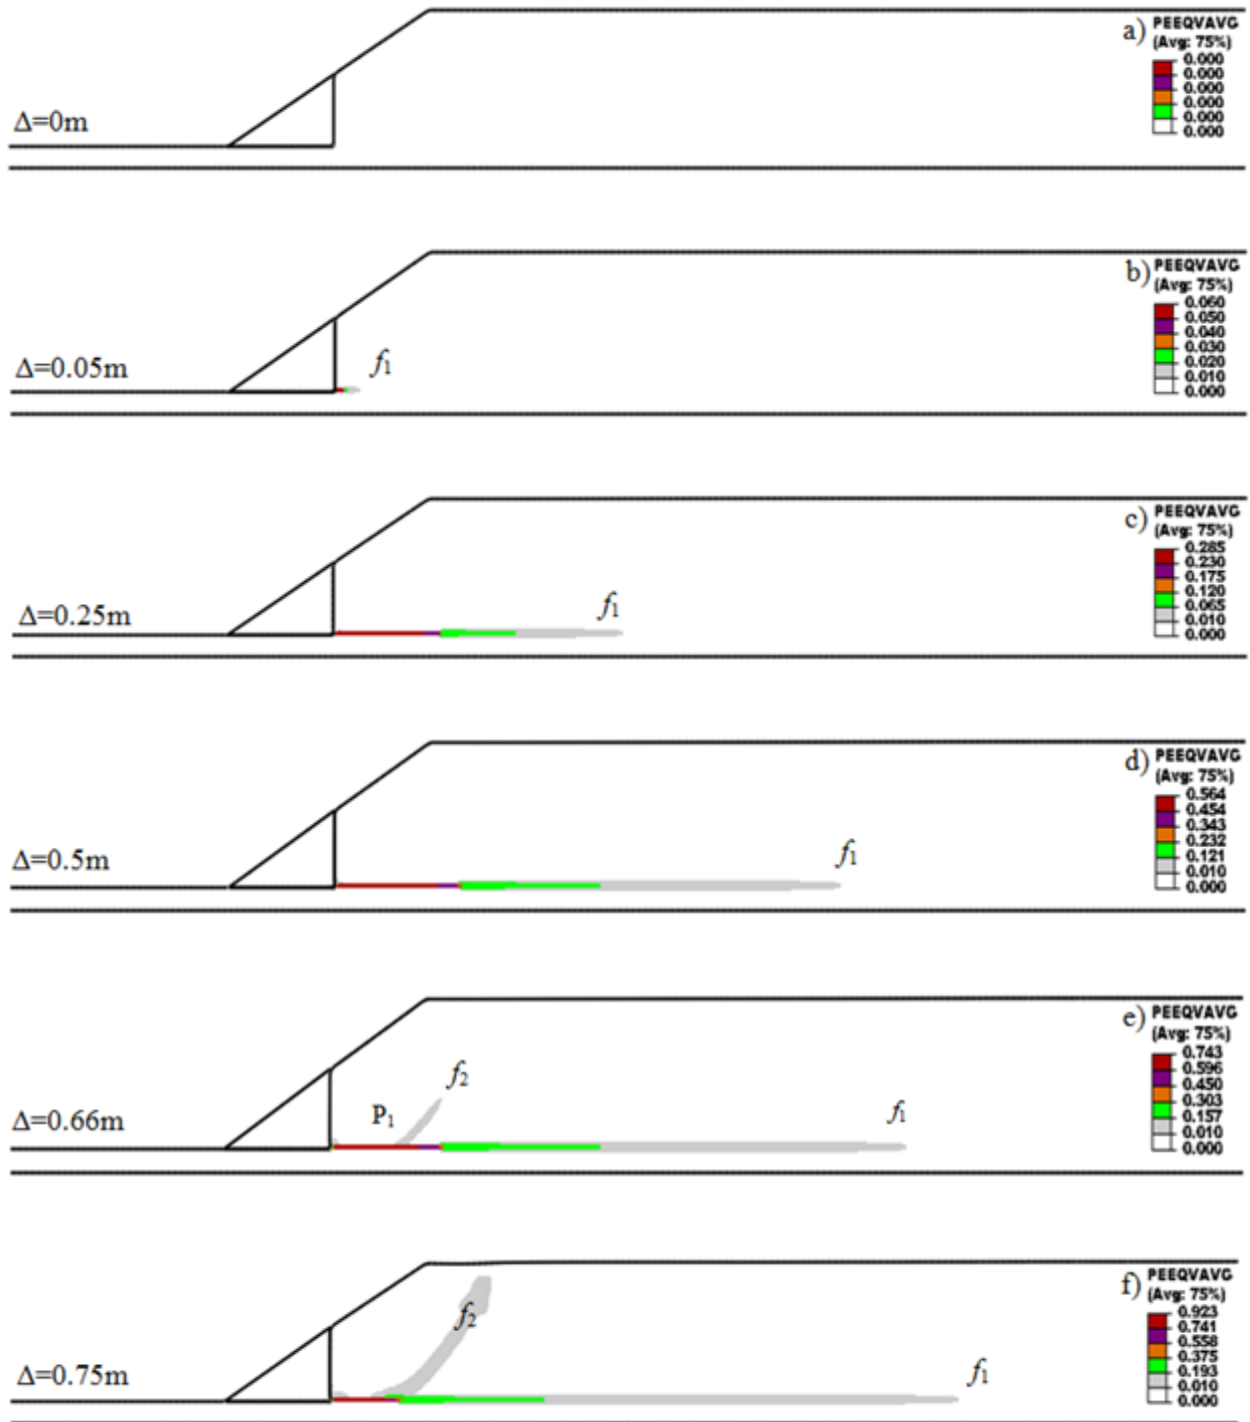 a) PEEQVAVG
(Avg: 75%)
0.000
0.000
0.000
0.000
0.000
0.000
Δ=0m
b) PEEQVAVG
(Avg: 75%)
0.060
0.050
0.040
0.030
0.020
0.010
0.000
Δ=0.05m
f1
c) PEEQVAVG
(Avg: 75%)
0.285
0.230
0.175
0.120
0.065
0.010
0.000
Δ=0.25m
f1
d) PEEQVAVG
(Avg: 75%)
0.564
0.454
0.343
0.232
0.121
0.010
0.000
Δ=0.5m
f1
e) PEEQVAVG
(Avg: 75%)
0.743
0.596
0.450
0.303
0.157
0.010
0.000
Δ=0.66m
P1
f2
f1
f) PEEQVAVG
(Avg: 75%)
0.923
0.741
0.558
0.375
0.193
0.010
0.000
Δ=0.75m
f2
f1